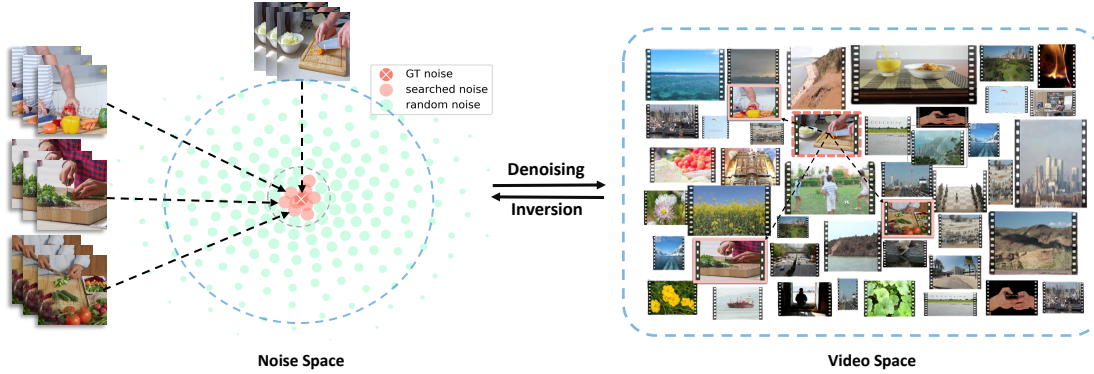 GT noise
searched noise
random noise
Denoising
Inversion
Noise Space
Video Space